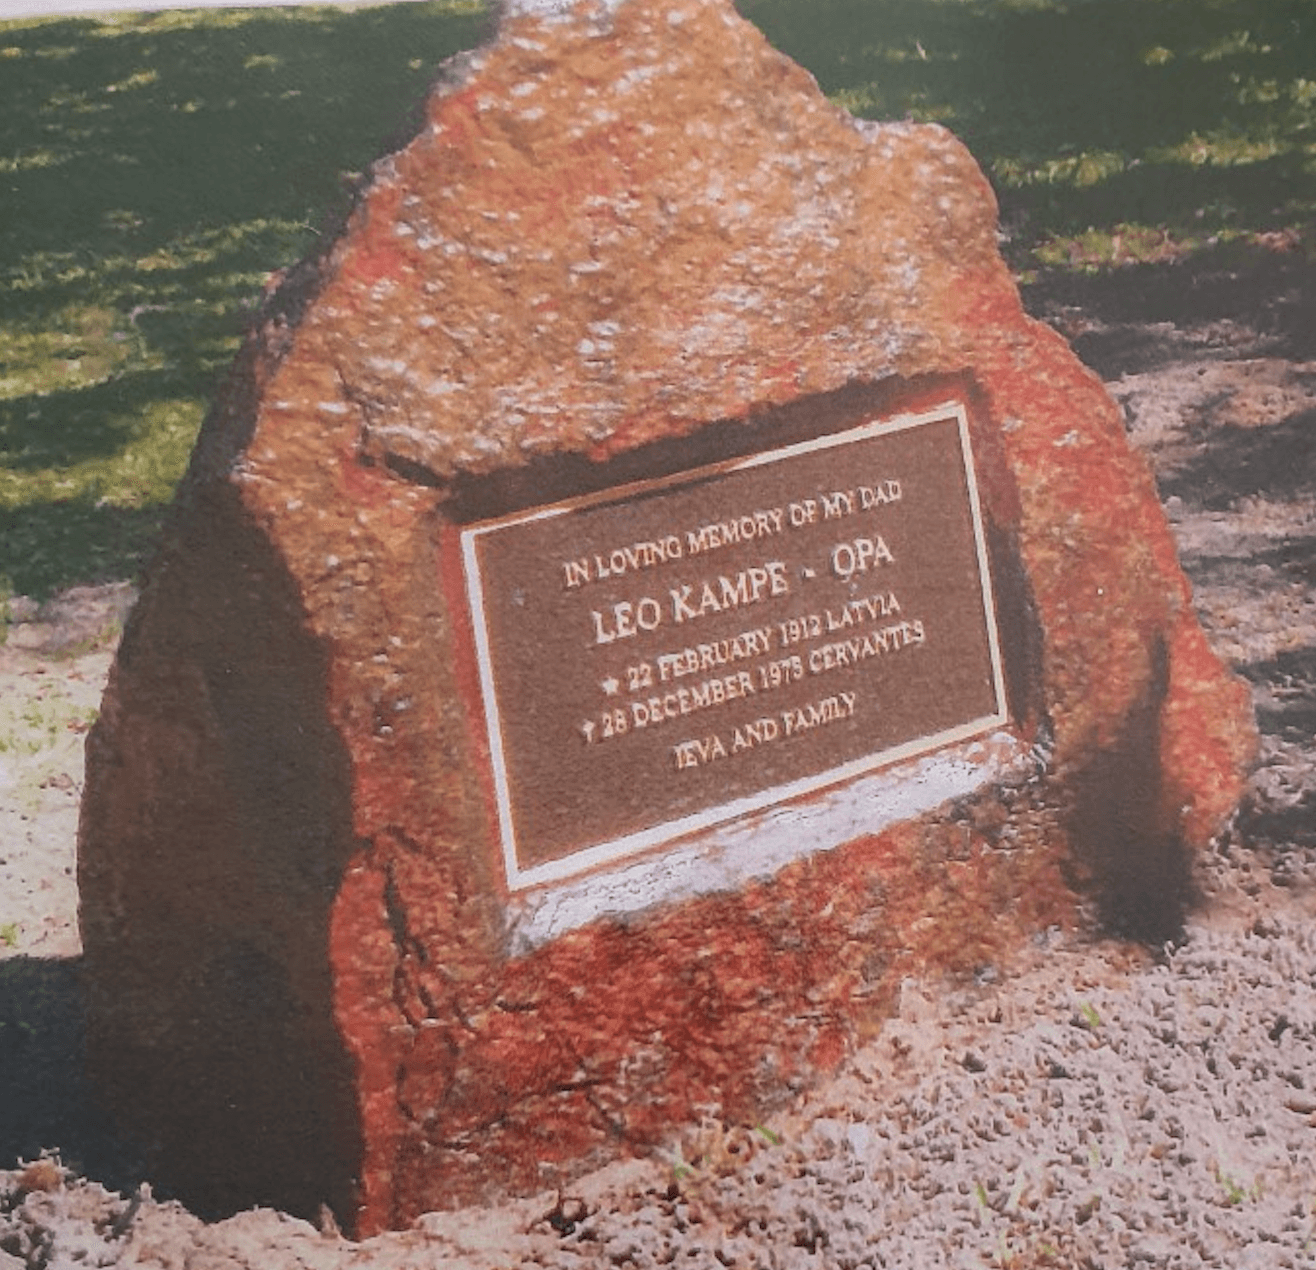 IN LOVING MEMORY OF MY DAD
LEO KAMPE - OPA
★ 22 FEBRUARY 1912 LATVIA
✝ 28 DECEMBER 1975 CERVANTES
IEVA AND FAMILY